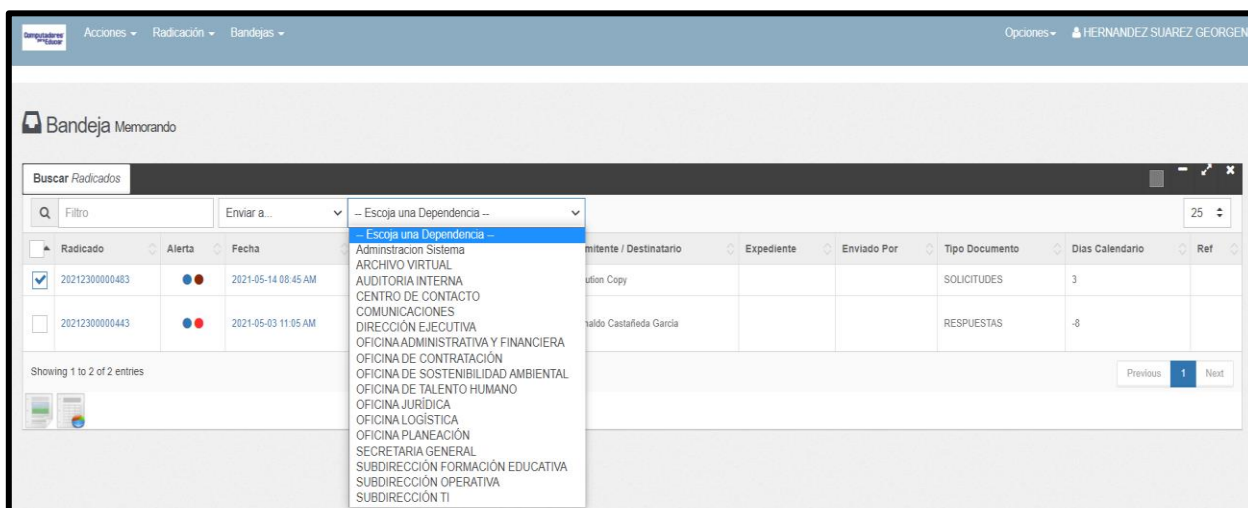 Computadores para Educar
Acciones Radicación Bandejas Opciones HERNANDEZ SUAREZ GEORGEN
Bandeja Memorando
Buscar Radicados
Filtro Enviar a... -- Escoja una Dependencia -- 25
-- Escoja una Dependencia --
Adminstracion Sistema
ARCHIVO VIRTUAL
AUDITORIA INTERNA
CENTRO DE CONTACTO
COMUNICACIONES
DIRECCIÓN EJECUTIVA
OFICINA ADMINISTRATIVA Y FINANCIERA
OFICINA DE CONTRATACIÓN
OFICINA DE SOSTENIBILIDAD AMBIENTAL
OFICINA DE TALENTO HUMANO
OFICINA JURÍDICA
OFICINA LOGÍSTICA
OFICINA PLANEACIÓN
SECRETARIA GENERAL
SUBDIRECCIÓN FORMACIÓN EDUCATIVA
SUBDIRECCIÓN OPERATIVA
SUBDIRECCIÓN TI
Radicado Alerta Fecha mitente / Destinatario Expediente Enviado Por Tipo Documento Dias Calendario Ref
20212300000483 2021-05-14 08:45 AM ution Copy SOLICITUDES 3
20212300000443 2021-05-03 11:05 AM naldo Castañeda Garcia RESPUESTAS -8
Showing 1 to 2 of 2 entries Previous 1 Next